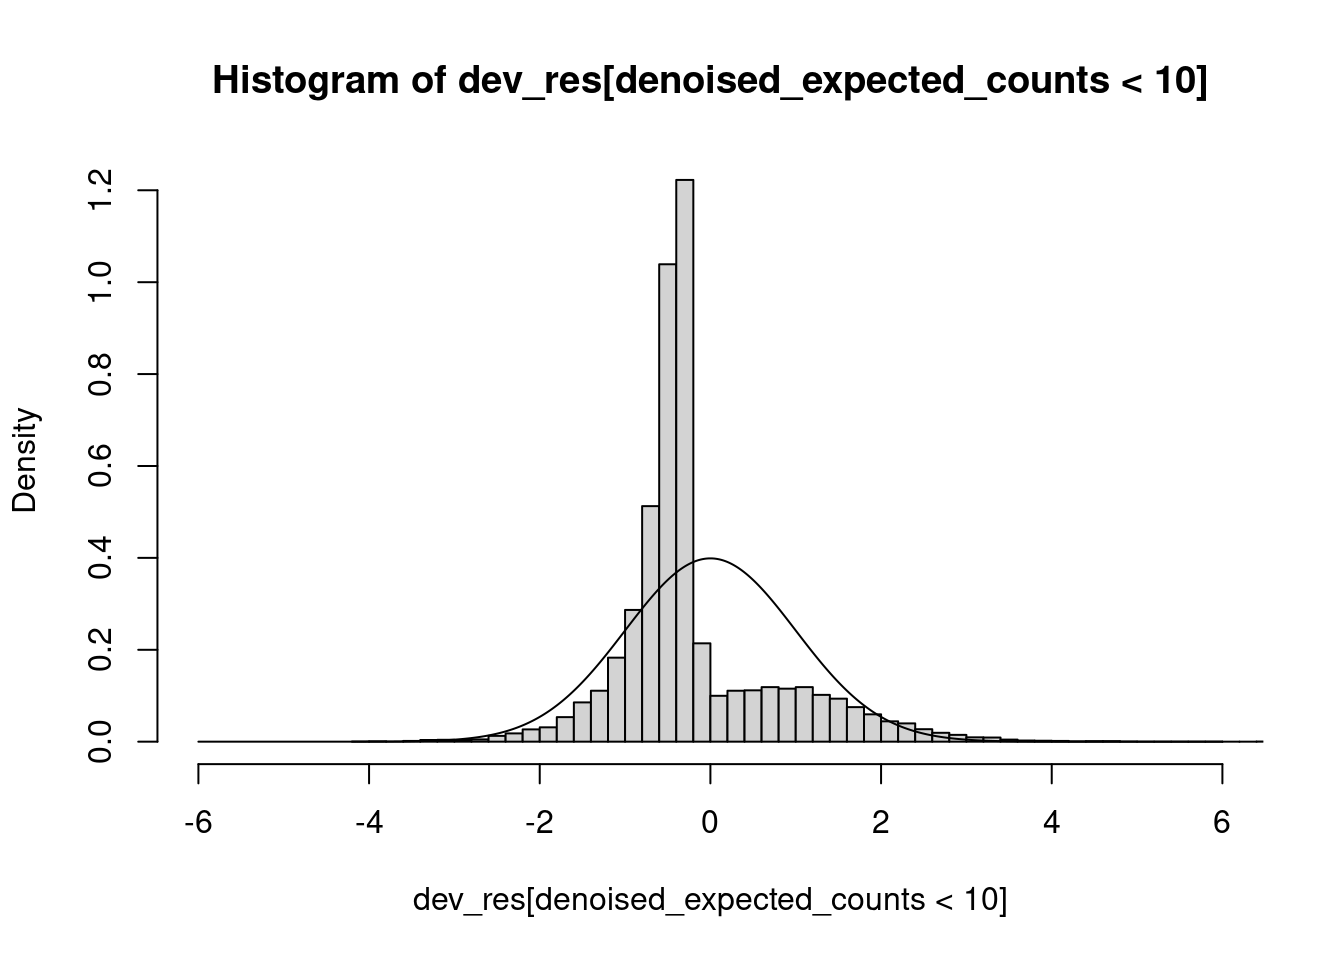 Histogram of dev_res[denoised_expected_counts < 10]
Density
1.2
1.0
0.8
0.6
0.4
0.2
0.0
-6 -4 -2 0 2 4 6
dev_res[denoised_expected_counts < 10]